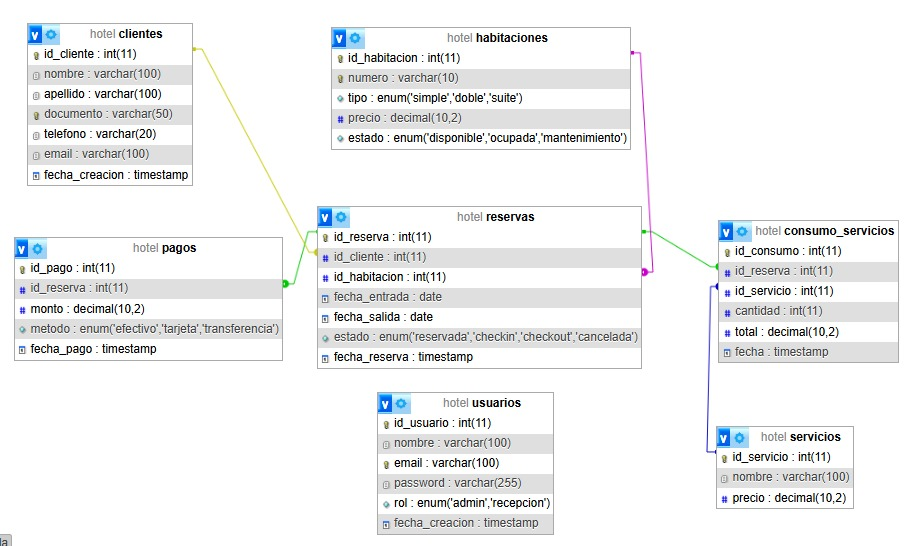 hotel clientes
id_cliente : int(11)
nombre : varchar(100)
apellido : varchar(100)
documento : varchar(50)
telefono : varchar(20)
email : varchar(100)
fecha_creacion : timestamp
hotel habitaciones
id_habitacion : int(11)
numero : varchar(10)
tipo : enum('simple','doble','suite')
precio : decimal(10,2)
estado : enum('disponible','ocupada','mantenimiento')
hotel pagos
id_pago : int(11)
id_reserva : int(11)
monto : decimal(10,2)
metodo : enum('efectivo','tarjeta','transferencia')
fecha_pago : timestamp
hotel reservas
id_reserva : int(11)
id_cliente : int(11)
id_habitacion : int(11)
fecha_entrada : date
fecha_salida : date
estado : enum('reservada','checkin','checkout','cancelada')
fecha_reserva : timestamp
hotel consumo_servicios
id_consumo : int(11)
id_reserva : int(11)
id_servicio : int(11)
cantidad : int(11)
total : decimal(10,2)
fecha : timestamp
hotel usuarios
id_usuario : int(11)
nombre : varchar(100)
email : varchar(100)
password : varchar(255)
rol : enum('admin','recepcion')
fecha_creacion : timestamp
hotel servicios
id_servicio : int(11)
nombre : varchar(100)
precio : decimal(10,2)